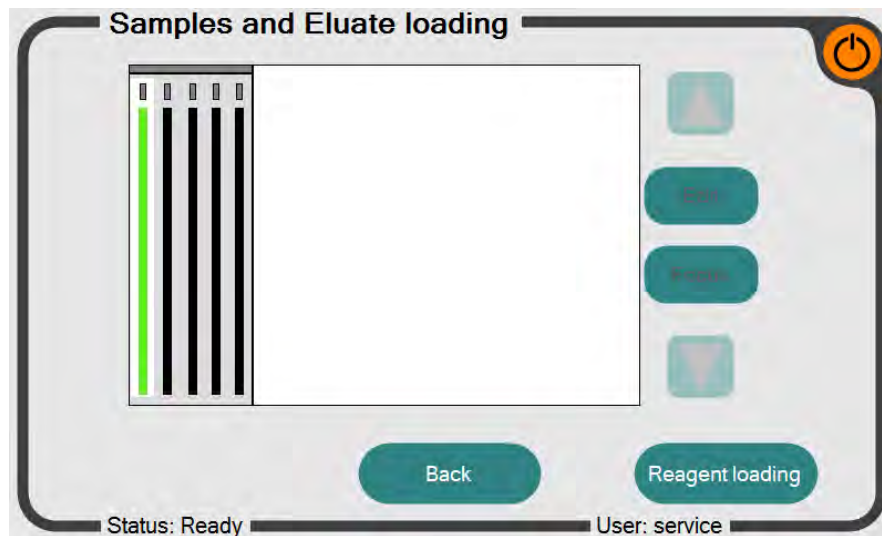 Samples and Eluate loading
Back
Reagent loading
Status: Ready
User: service